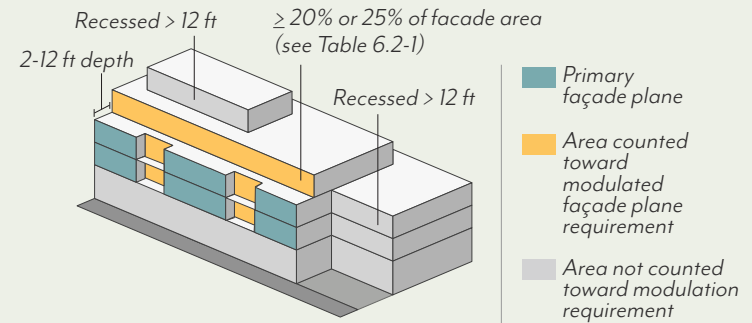 Recessed > 12 ft
≥ 20% or 25% of facade area
(see Table 6.2-1)
2-12 ft depth
Recessed > 12 ft
Primary
façade plane
Area counted
toward
modulated
façade plane
requirement
Area not counted
toward modulation
requirement